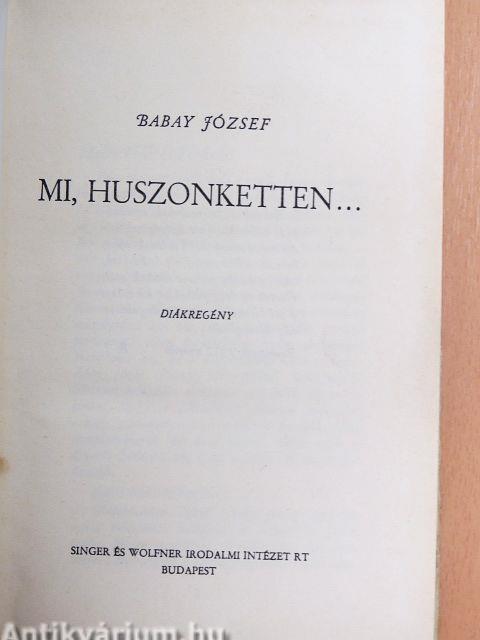 BABAY JÓZSEF
MI, HUSZONKETTEN...
DIÁKREGÉNY
SINGER ÉS WOLFNER IRODALMI INTÉZET RT
BUDAPEST
Antikvárium.hu